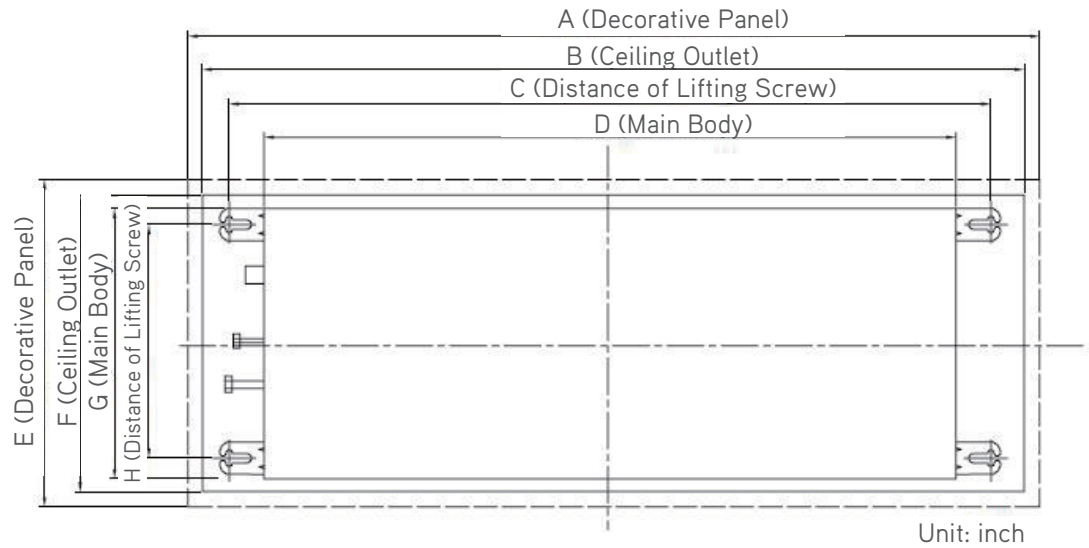 A (Decorative Panel)
B (Ceiling Outlet)
C (Distance of Lifting Screw)
D (Main Body)
E (Decorative Panel)
F (Ceiling Outlet)
G (Main Body)
H (Distance of Lifting Screw)
Unit: inch